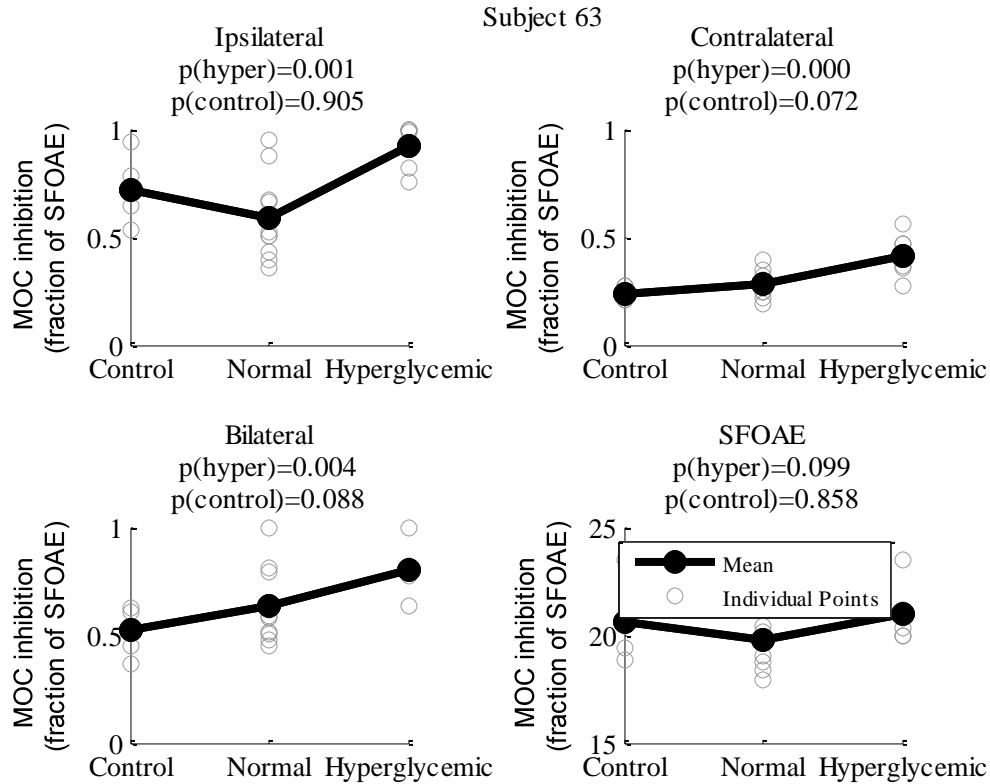 Subject 63
Ipsilateral
p(hyper)=0.001
p(control)=0.905
1
0.5
0
MOC inhibition
(fraction of SFOAE)
Control
Normal
Hyperglycemic
Contralateral
p(hyper)=0.000
p(control)=0.072
1
0.5
0
MOC inhibition
(fraction of SFOAE)
Control
Normal
Hyperglycemic
Bilateral
p(hyper)=0.004
p(control)=0.088
1
0.5
0
MOC inhibition
(fraction of SFOAE)
Control
Normal
Hyperglycemic
SFOAE
p(hyper)=0.099
p(control)=0.858
25
20
15
MOC inhibition
(fraction of SFOAE)
Mean
Individual Points
Control
Normal
Hyperglycemic